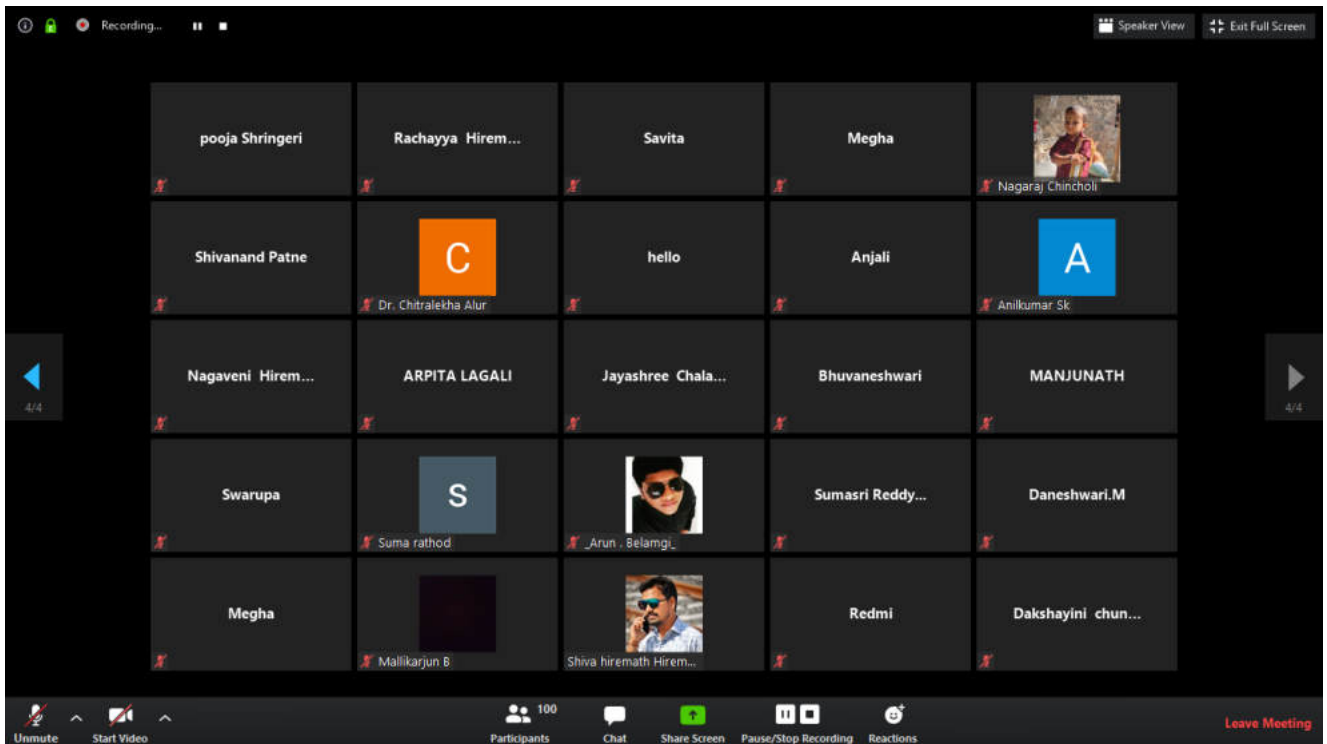 Recording...
Speaker View
Exit Full Screen
pooja Shringeri
Rachayya Hirem...
Savita
Megha
Nagaraj Chincholi
Shivanand Patne
C
Dr. Chitralekha Alur
hello
Anjali
A
Anilkumar Sk
Nagaveni Hirem...
ARPITA LAGALI
Jayashree Chala...
Bhuvaneshwari
MANJUNATH
4/4
4/4
Swarupa
S
Suma rathod
_Arun . Belamgi_
Sumasri Reddy...
Daneshwari.M
Megha
Mallikarjun B
Shiva hiremath Hirem...
Redmi
Dakshayini chun...
Unmute
Start Video
100
Participants
Chat
Share Screen
Pause/Stop Recording
Reactions
Leave Meeting